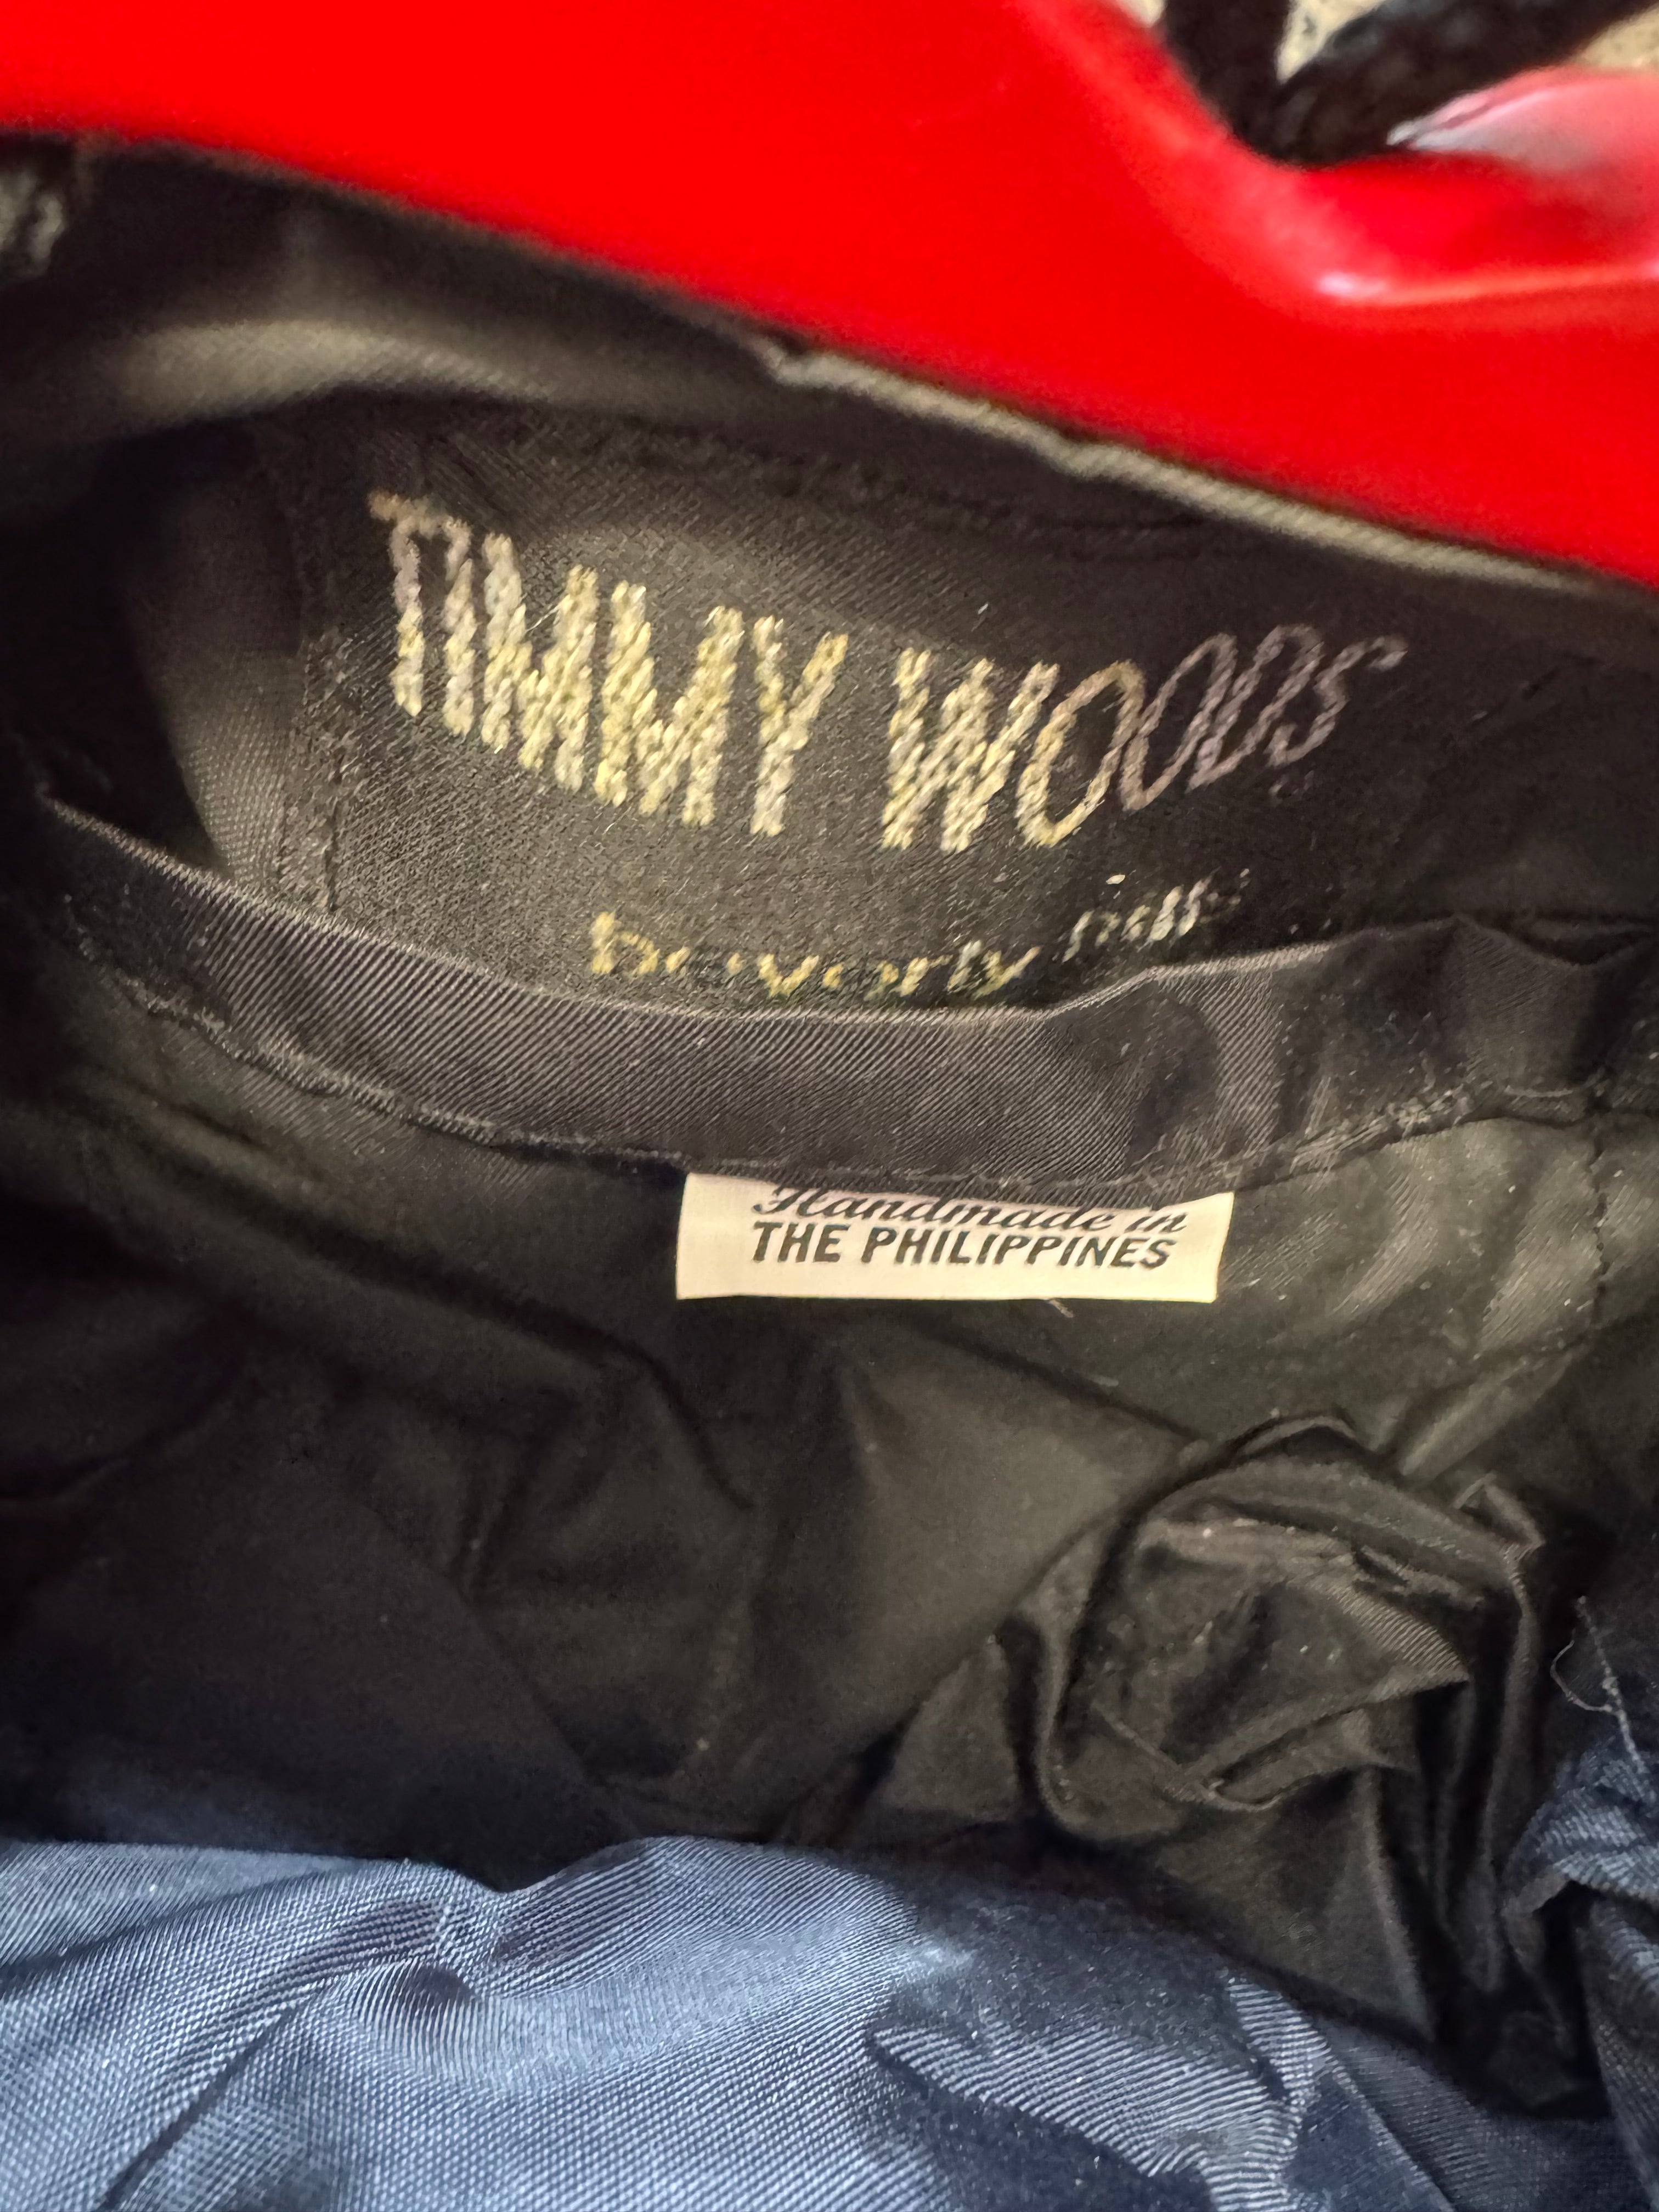 TIMMY WOODS
beverly hills
Handmade in
THE PHILIPPINES